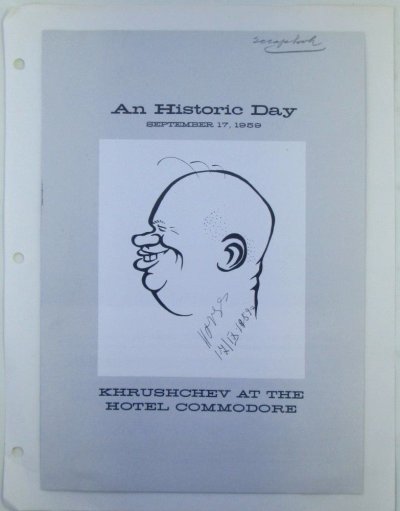 scrapbook
An Historic Day
SEPTEMBER 17, 1959
KHRUSHCHEV AT THE
HOTEL COMMODORE